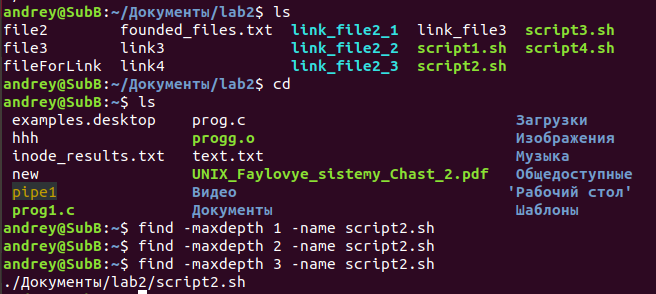 andrey@SubB:~/Документы/lab2$ ls
file2 founded_files.txt link_file2_1 link_file3 script3.sh
file3 link3 link_file2_2 script1.sh script4.sh
fileForLink link4 link_file2_3 script2.sh
andrey@SubB:~/Документы/lab2$ cd
andrey@SubB:~$ ls
examples.desktop prog.c Загрузки
hhh progg.o Изображения
inode_results.txt text.txt Музыка
new UNIX_Faylovye_sistemy_Chast_2.pdf Общедоступные
pipe1 Видео 'Рабочий стол'
prog1.c Документы Шаблоны
andrey@SubB:~$ find -maxdepth 1 -name script2.sh
andrey@SubB:~$ find -maxdepth 2 -name script2.sh
andrey@SubB:~$ find -maxdepth 3 -name script2.sh
./Документы/lab2/script2.sh